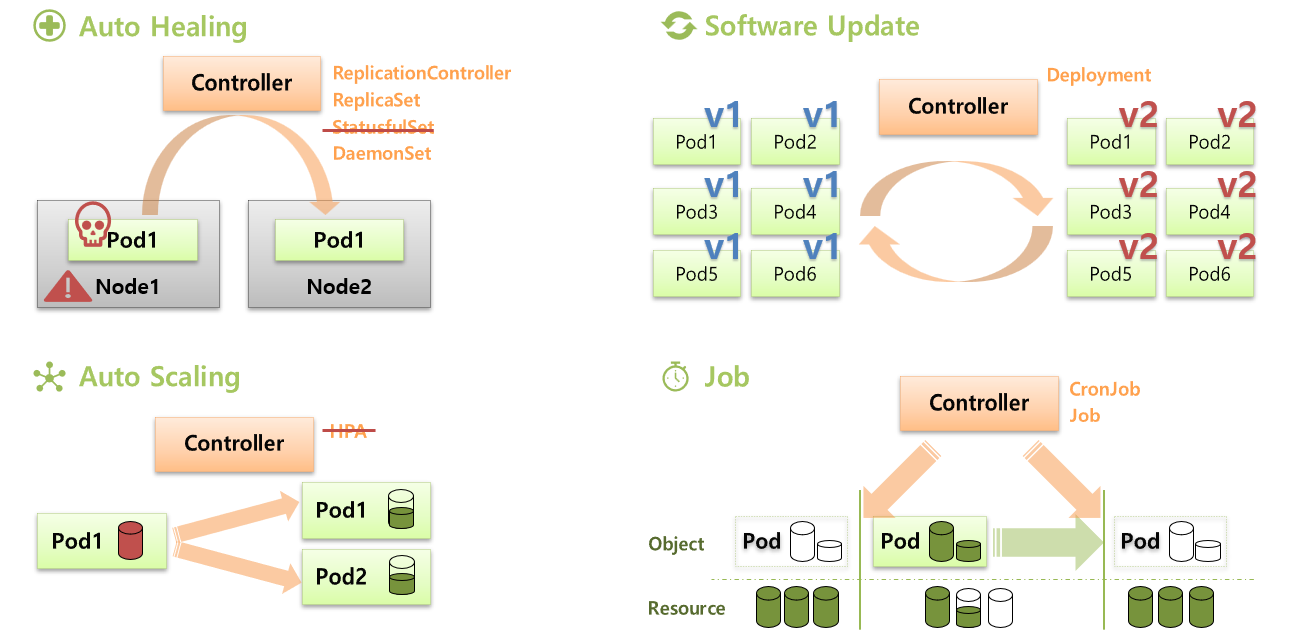 Auto Healing
Controller
ReplicationController
ReplicaSet
StatusfulSet
DaemonSet
Pod1
Node1
Pod1
Node2
Software Update
Controller
Deployment
v1
Pod1
v1
Pod2
v1
Pod3
v1
Pod4
v1
Pod5
v1
Pod6
v2
Pod1
v2
Pod2
v2
Pod3
v2
Pod4
v2
Pod5
v2
Pod6
Auto Scaling
Controller
HPA
Pod1
Pod1
Pod2
Job
Controller
CronJob
Job
Object
Pod
Pod
Pod
Resource